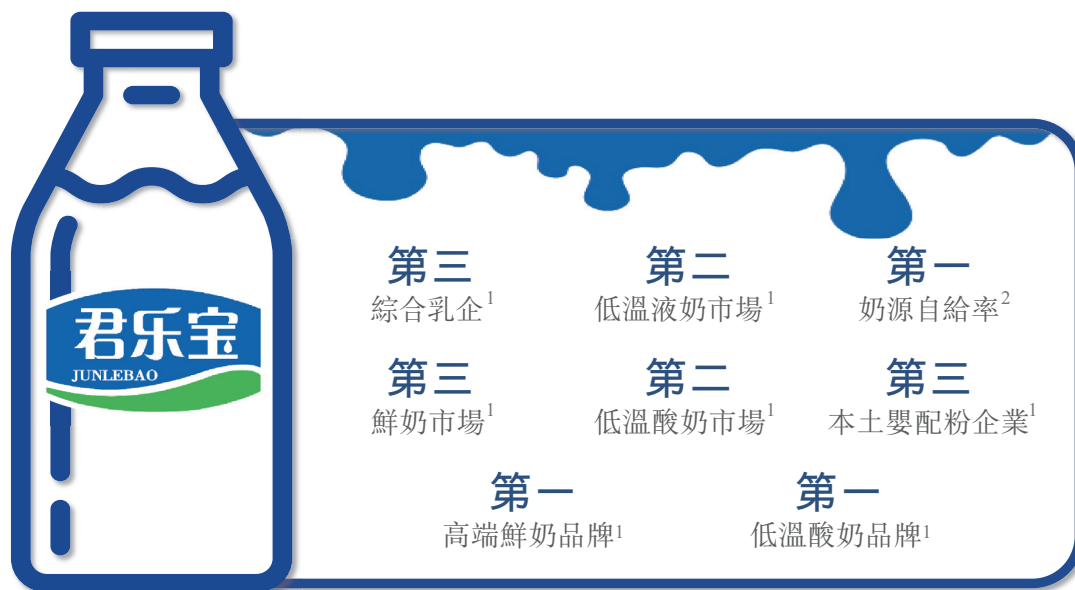 君乐宝
JUNLEBAO
第三 第二 第一
綜合乳企1 低溫液奶市場1 奶源自給率2
第三 第二 第三
鮮奶市場1 低溫酸奶市場1 本土嬰配粉企業1
第一 第一
高端鮮奶品牌1 低溫酸奶品牌1